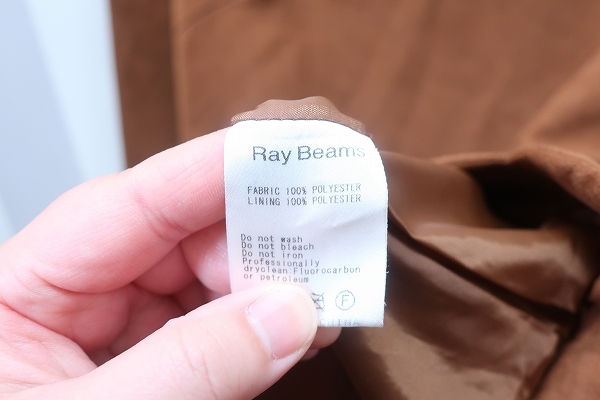 Ray Beams
FABRIC 100% POLYESTER
LINING 100% POLYESTER
Do not wash
Do not bleach
Do not iron
Professionally
dryclean Fluorocarbon
or petroleum
F